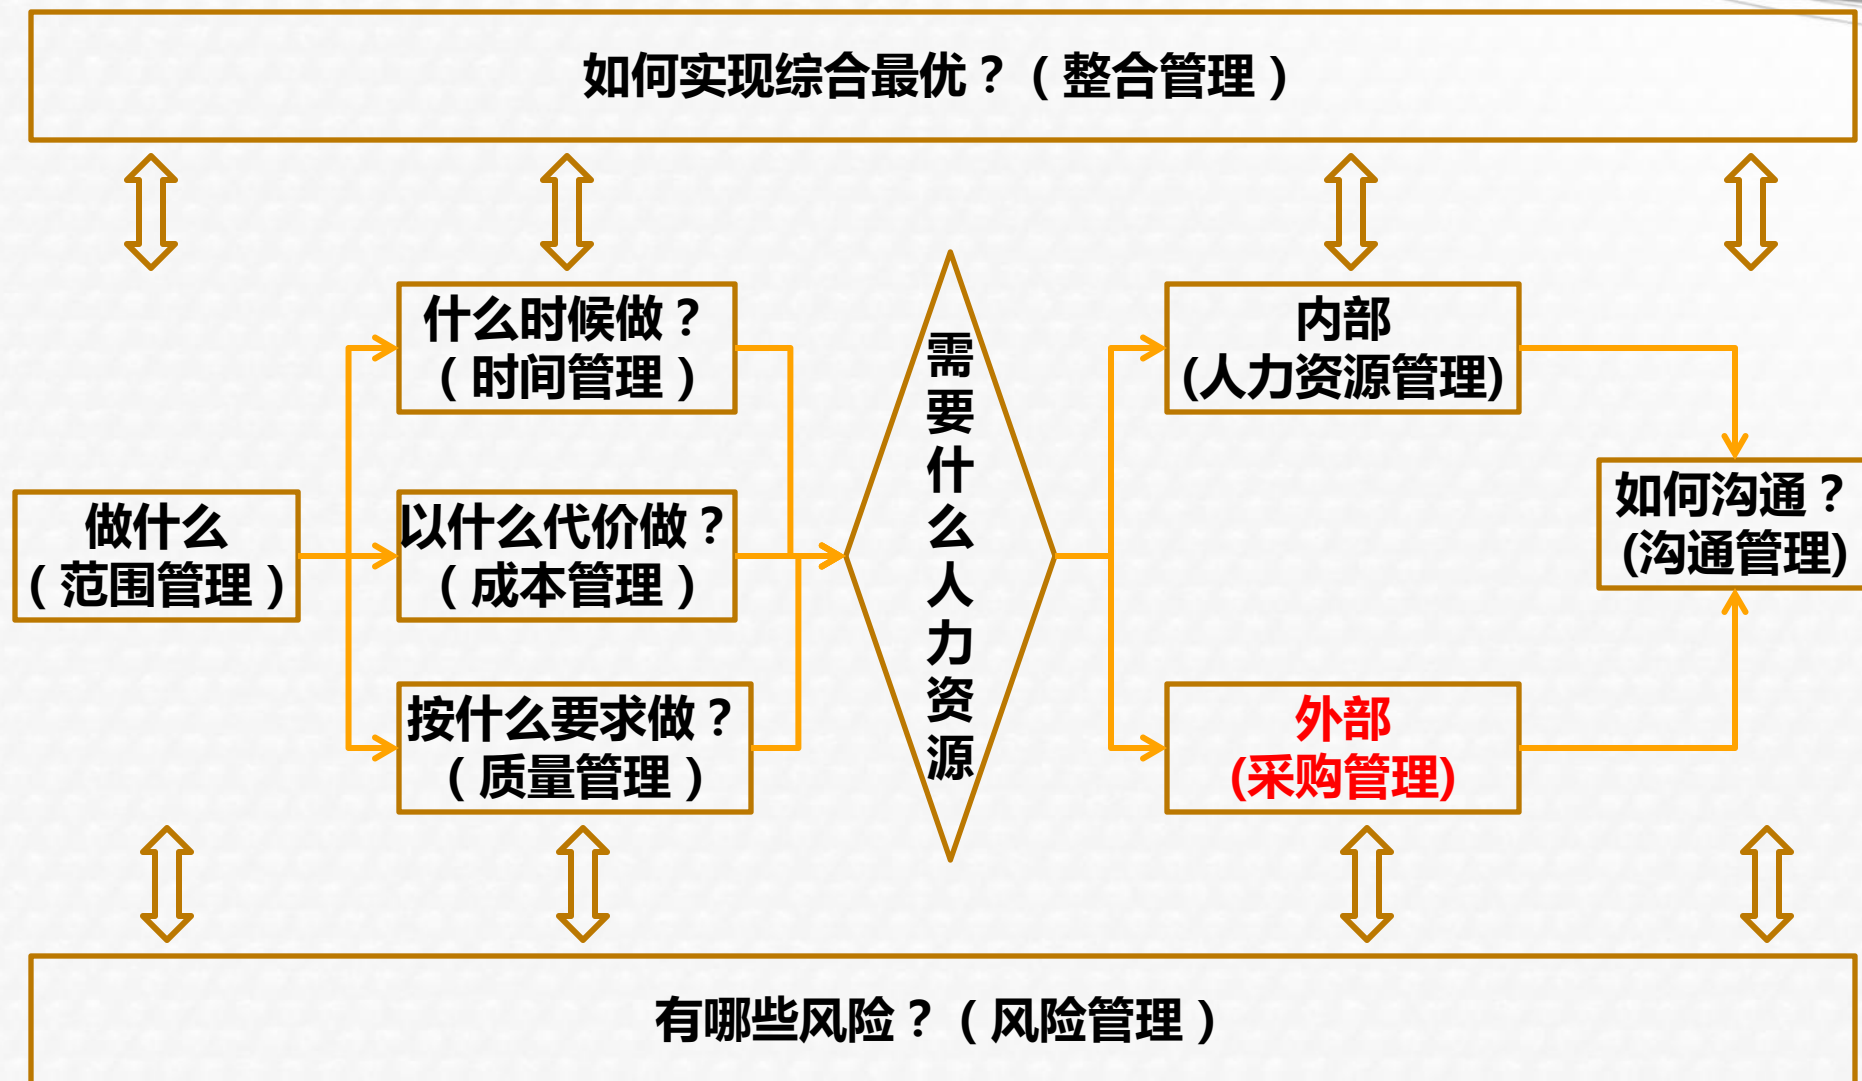 如何实现综合最优？（整合管理）
什么时候做？
（时间管理）
内部
(人力资源管理)
做什么
（范围管理）
以什么代价做？
（成本管理）
需要什么人力资源
如何沟通？
(沟通管理)
按什么要求做？
（质量管理）
外部
(采购管理)
有哪些风险？（风险管理）